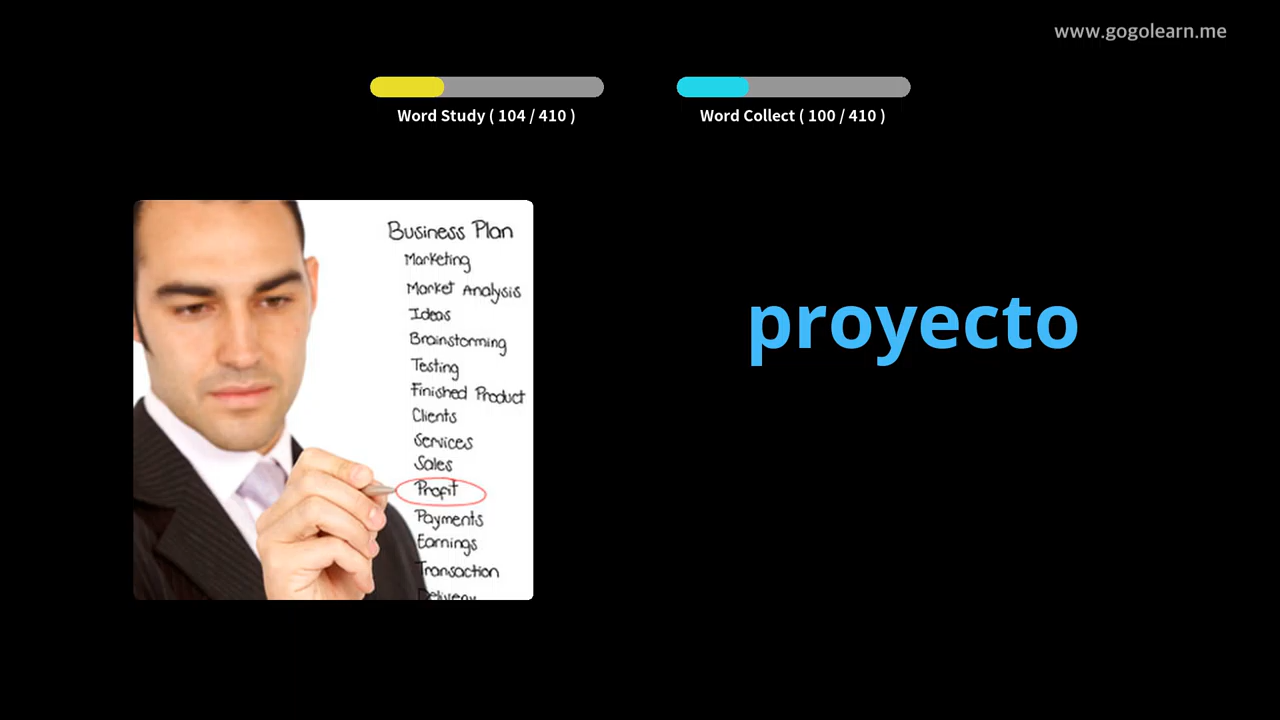 www.gogolearn.me
Word Study ( 104 / 410 )
Word Collect ( 100 / 410 )
Business Plan
Marketing
Market Analysis
Ideas
Brainstorming
Testing
Finished Product
Clients
Services
Sales
Profit
Payments
Earnings
Transaction
Delivery
proyecto